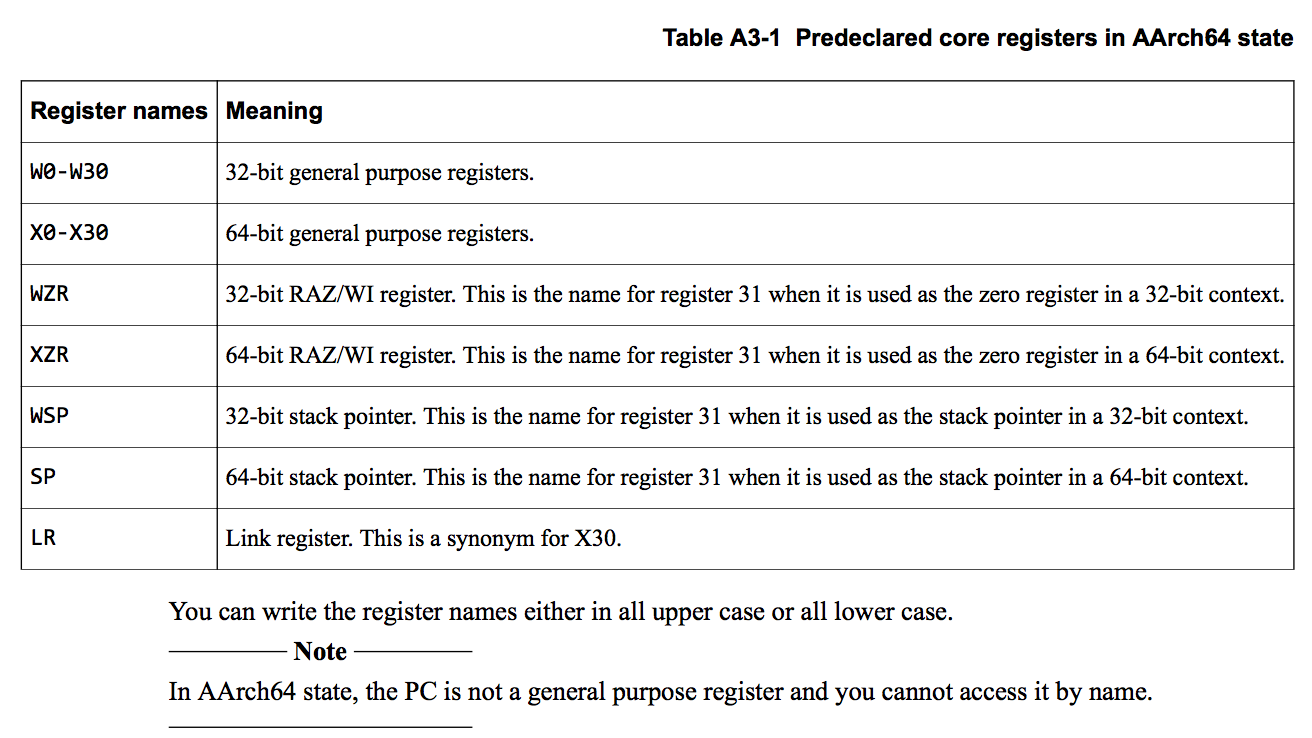 Table A3-1 Predeclared core registers in AArch64 state
Register names Meaning
W0-W30 32-bit general purpose registers.
X0-X30 64-bit general purpose registers.
WZR 32-bit RAZ/WI register. This is the name for register 31 when it is used as the zero register in a 32-bit context.
XZR 64-bit RAZ/WI register. This is the name for register 31 when it is used as the zero register in a 64-bit context.
WSP 32-bit stack pointer. This is the name for register 31 when it is used as the stack pointer in a 32-bit context.
SP 64-bit stack pointer. This is the name for register 31 when it is used as the stack pointer in a 64-bit context.
LR Link register. This is a synonym for X30.
You can write the register names either in all upper case or all lower case.
Note
In AArch64 state, the PC is not a general purpose register and you cannot access it by name.